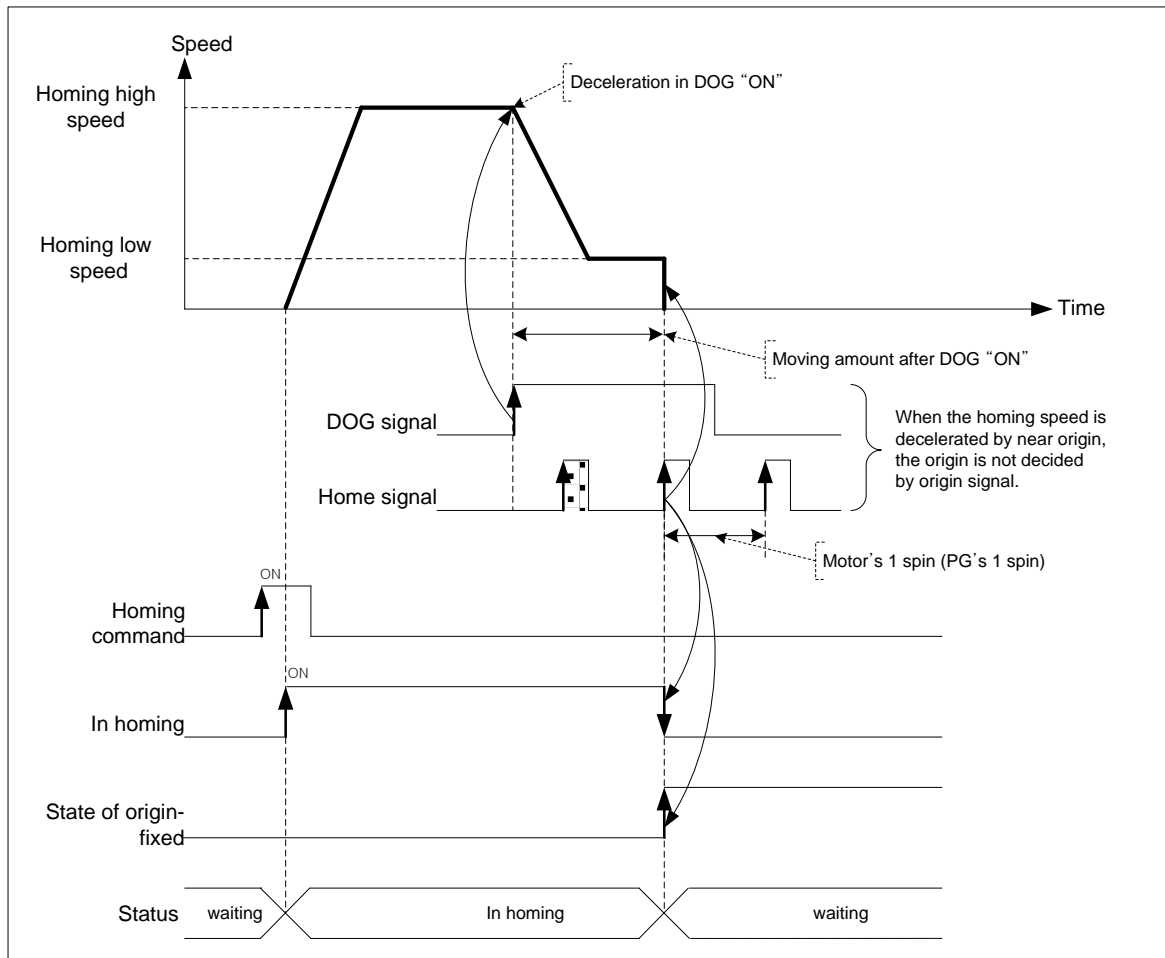 Speed
Deceleration in DOG “ON”
Homing high
speed
Homing low
speed
Time
Moving amount after DOG “ON”
DOG signal
When the homing speed is
decelerated by near origin,
the origin is not decided
by origin signal.
Home signal
Motor’s 1 spin (PG’s 1 spin)
ON
Homing
command
ON
In homing
State of origin-
fixed
Status
waiting
In homing
waiting